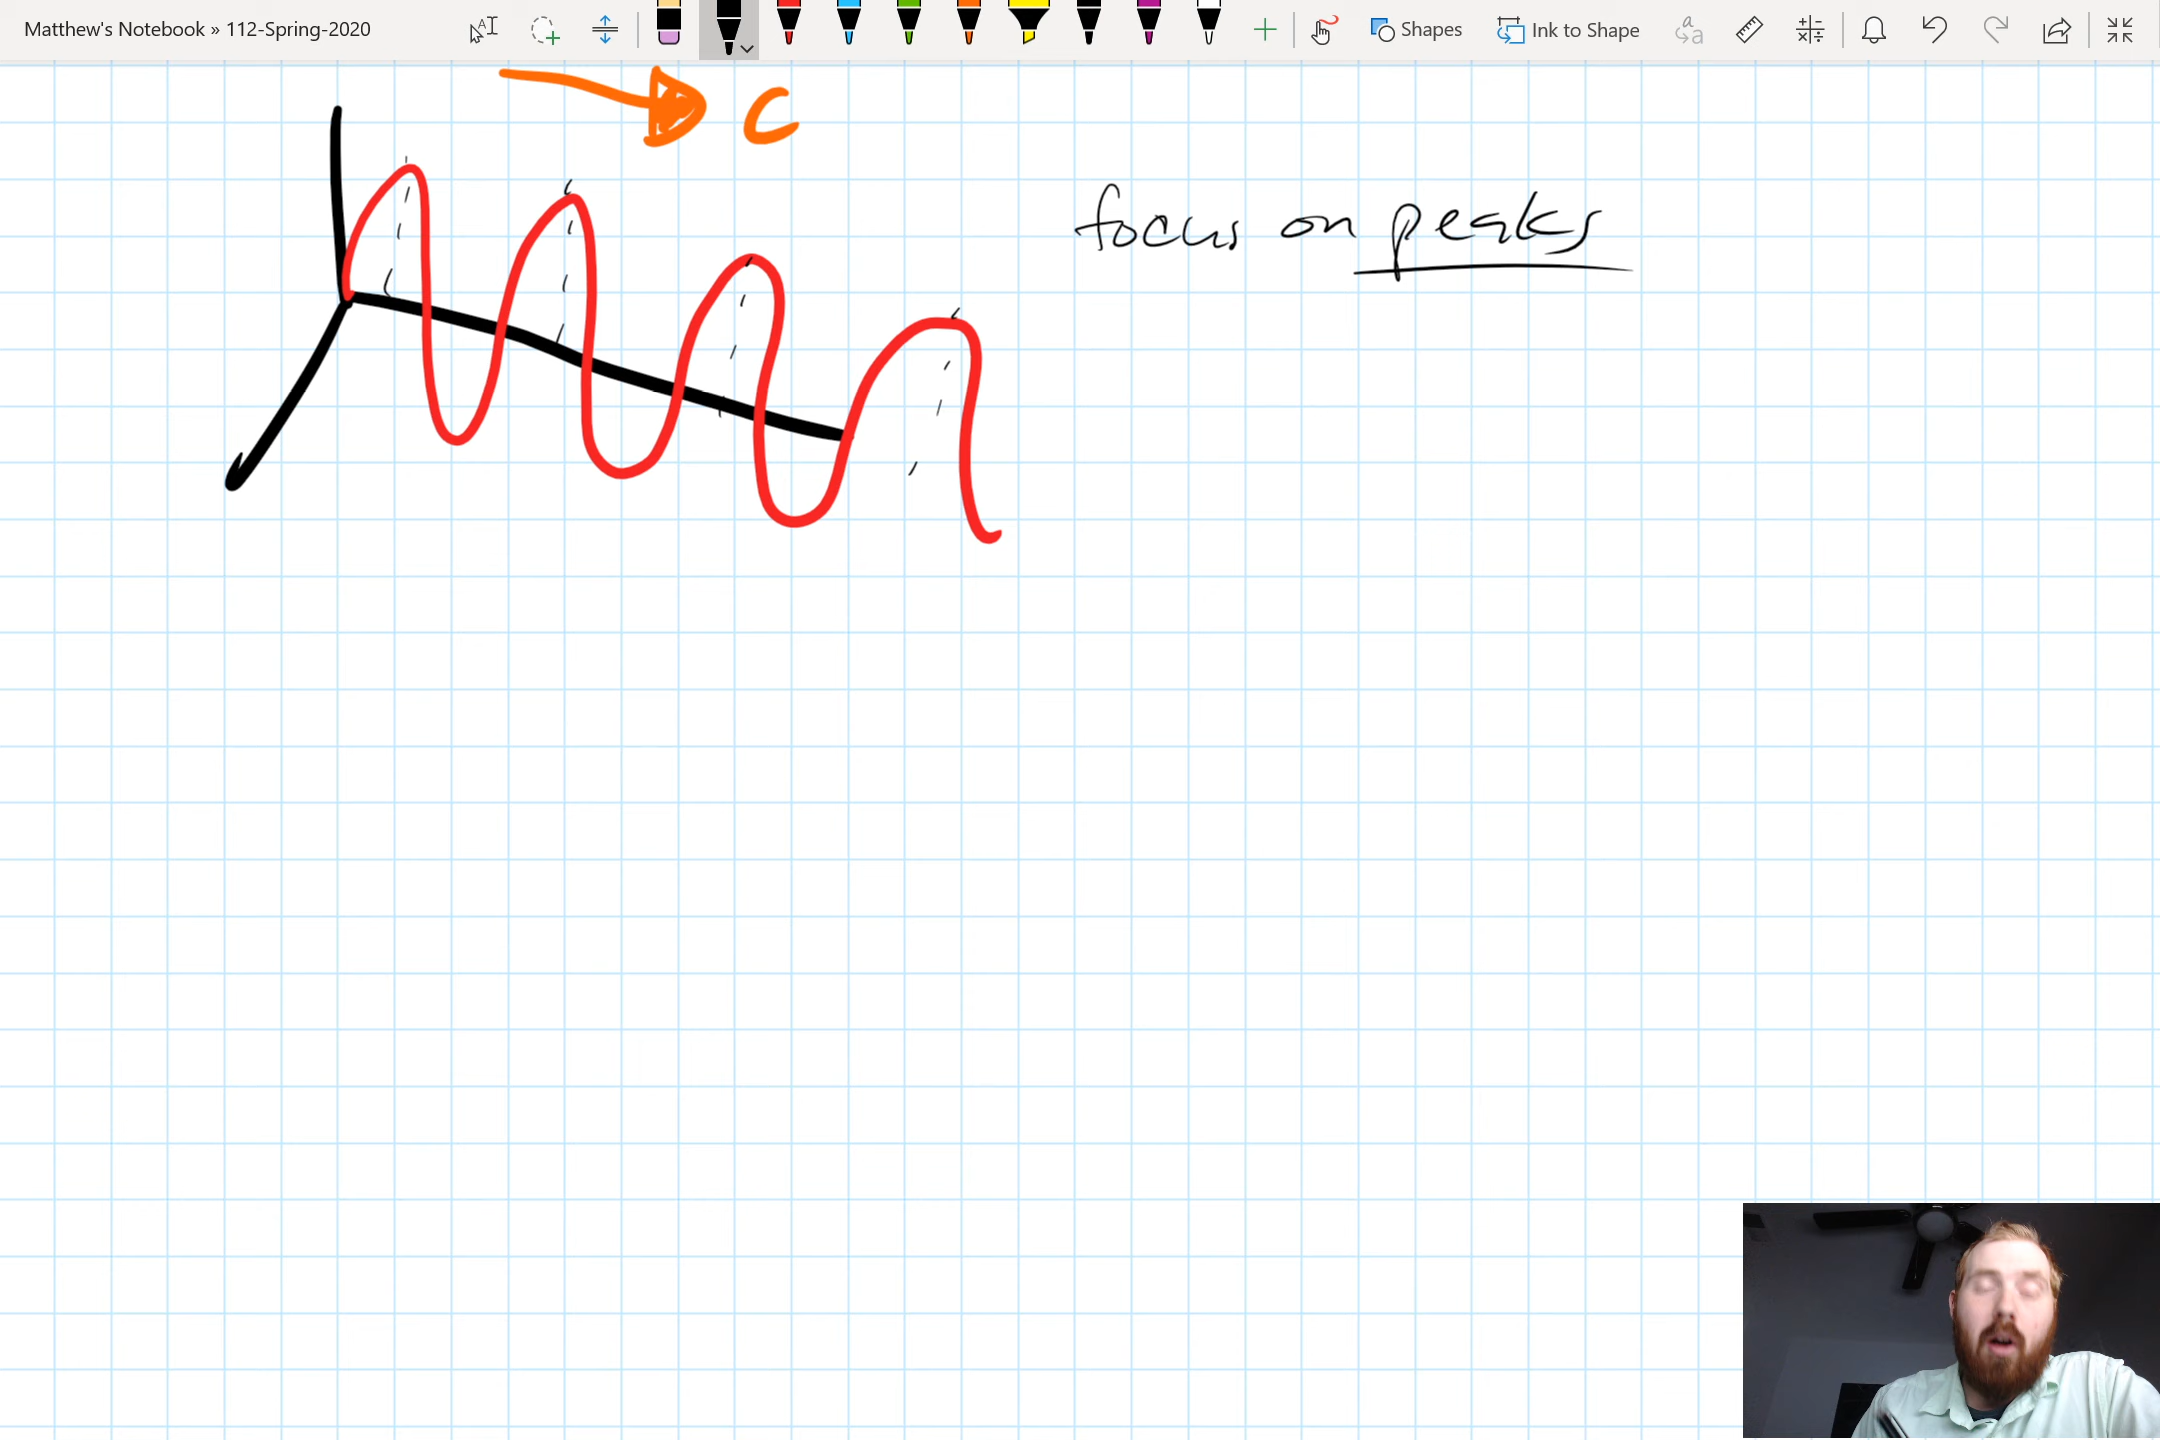 Matthew's Notebook » 112-Spring-2020
Shapes
Ink to Shape
c
focus on peaks